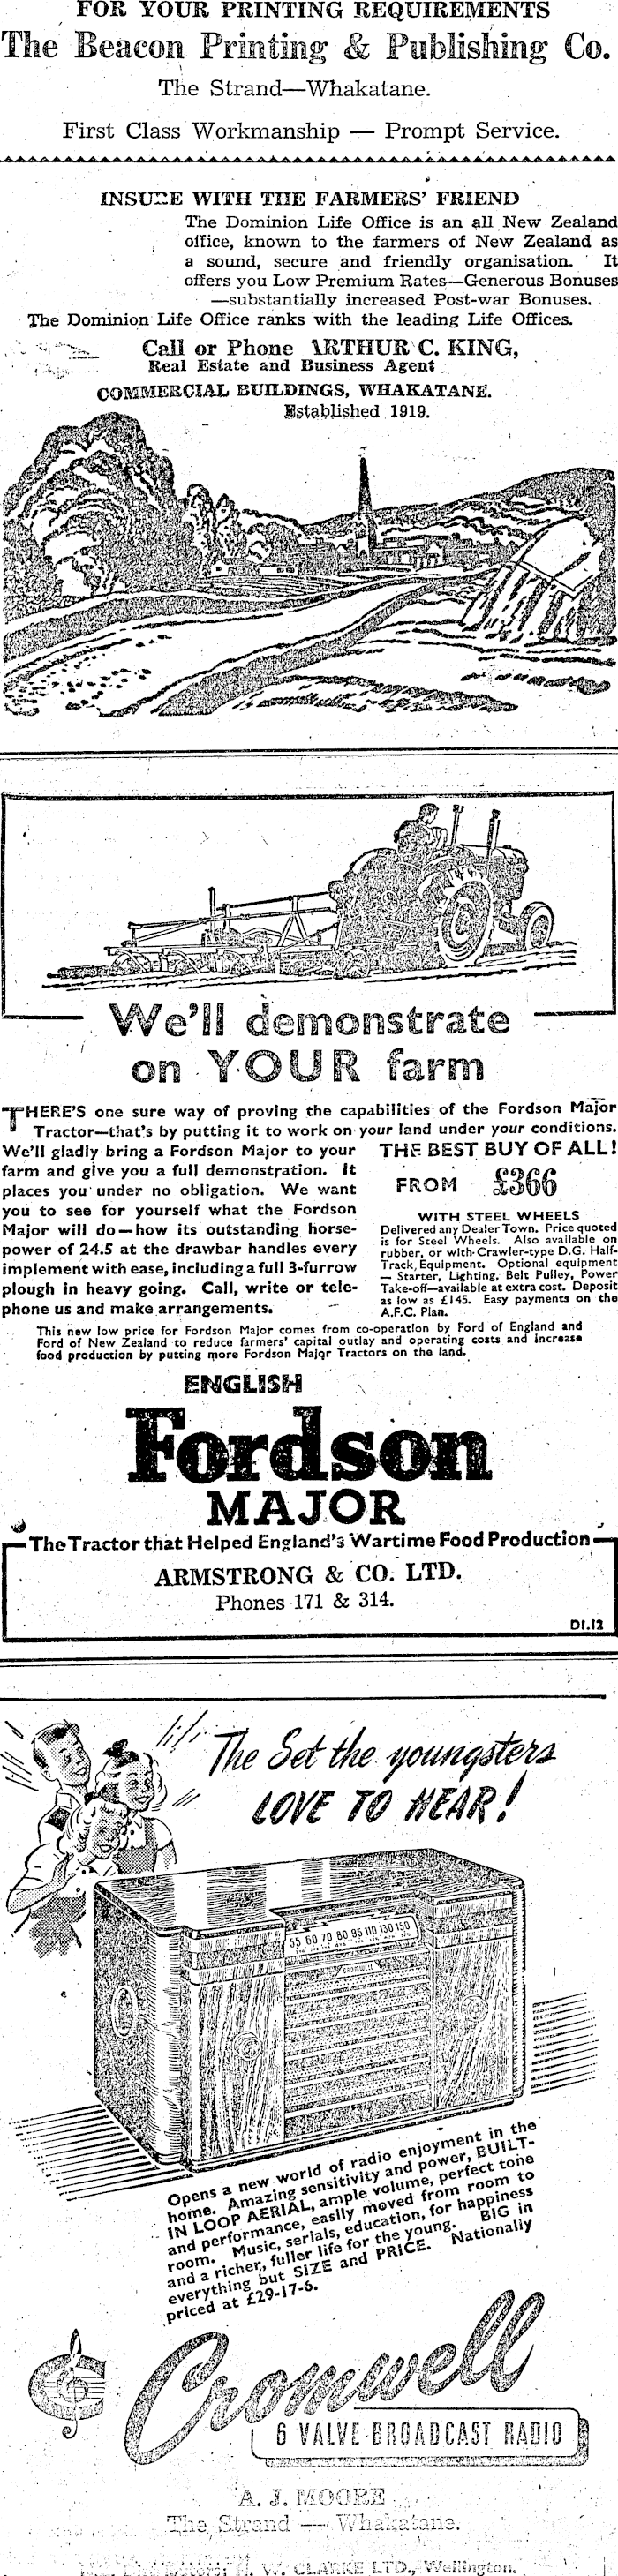 FOR YOUR PRINTING REQUIREMENTS
The Beacon Printing & Publishing Co.
The Strand—Whakatane.
First Class Workmanship — Prompt Service.
INSURE WITH THE FARMERS' FRIEND
The Dominion Life Office is an all New Zealand
office, known to the farmers of New Zealand as
a sound, secure and friendly organisation. It
offers you Low Premium Rates—Generous Bonuses
—substantially increased Post-war Bonuses.
The Dominion Life Office ranks with the leading Life Offices.
Call or Phone ARTHUR C. KING,
Real Estate and Business Agent
COMMERCIAL BUILDINGS, WHAKATANE.
Established 1919.
We'll demonstrate
on YOUR farm
THERE'S one sure way of proving the capabilities of the Fordson Major
Tractor—that's by putting it to work on your land under your conditions.
We'll gladly bring a Fordson Major to your
farm and give you a full demonstration. It
places you under no obligation. We want
you to see for yourself what the Fordson
Major will do—how its outstanding horse-
power of 24.5 at the drawbar handles every
implement with ease, including a full 3-furrow
plough in heavy going. Call, write or tele-
phone us and make arrangements.
THE BEST BUY OF ALL!
FROM £366
WITH STEEL WHEELS
Delivered any Dealer Town. Price quoted
is for Steel Wheels. Also available on
rubber, or with Crawler-type D.G. Half-
Track, Equipment. Optional equipment
— Starter, Lighting, Belt Pulley, Power
Take-off—available at extra cost. Deposit
as low as £145. Easy payments on the
A.F.C. Plan.
This new low price for Fordson Major comes from co-operation by Ford of England and
Ford of New Zealand to reduce farmers' capital outlay and operating costs and increase
food production by putting more Fordson Major Tractors on the land.
ENGLISH
Fordson
MAJOR
The Tractor that Helped England's Wartime Food Production
ARMSTRONG & CO. LTD.
Phones 171 & 314.
D1.12
The Set the youngsters
LOVE TO HEAR!
55 60 70 80 95 110 130 150
Opens a new world of radio enjoyment in the
home. Amazing sensitivity and power, BUILT-
IN LOOP AERIAL, ample volume, perfect tone
and performance, easily moved from room to
room. Music, serials, education, for happiness
and a richer, fuller life for the young. BIG in
everything but SIZE and PRICE. Nationally
priced at £29-17-6.
Cromwell
6 VALVE BROADCAST RADIO
A. J. MOORE
The Strand — Whakatane.
W. CLARKE LTD., Wellington.